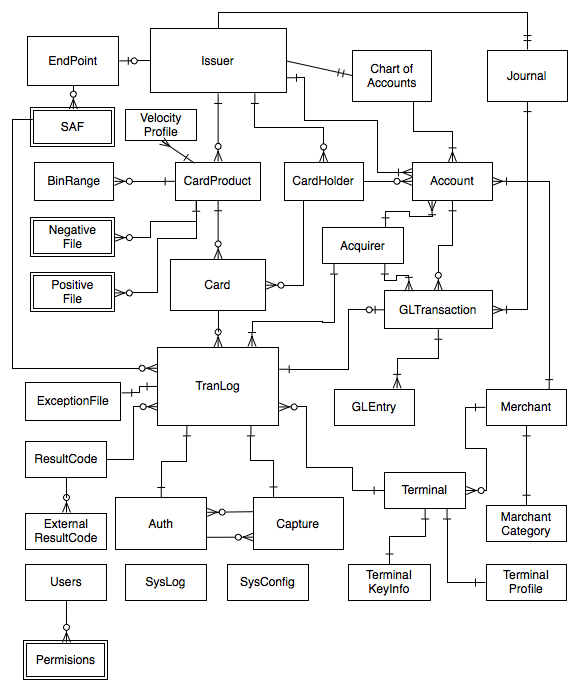 EndPoint
Issuer
Chart of
Accounts
Journal
SAF
Velocity
Profile
BinRange
CardProduct
CardHolder
Account
Negative
File
Acquirer
Positive
File
Card
GLTransaction
TranLog
ExceptionFile
GLEntry
Merchant
ResultCode
Terminal
External
ResultCode
Auth
Capture
Marchant
Category
Users
SysLog
SysConfig
Terminal
KeyInfo
Terminal
Profile
Permisions